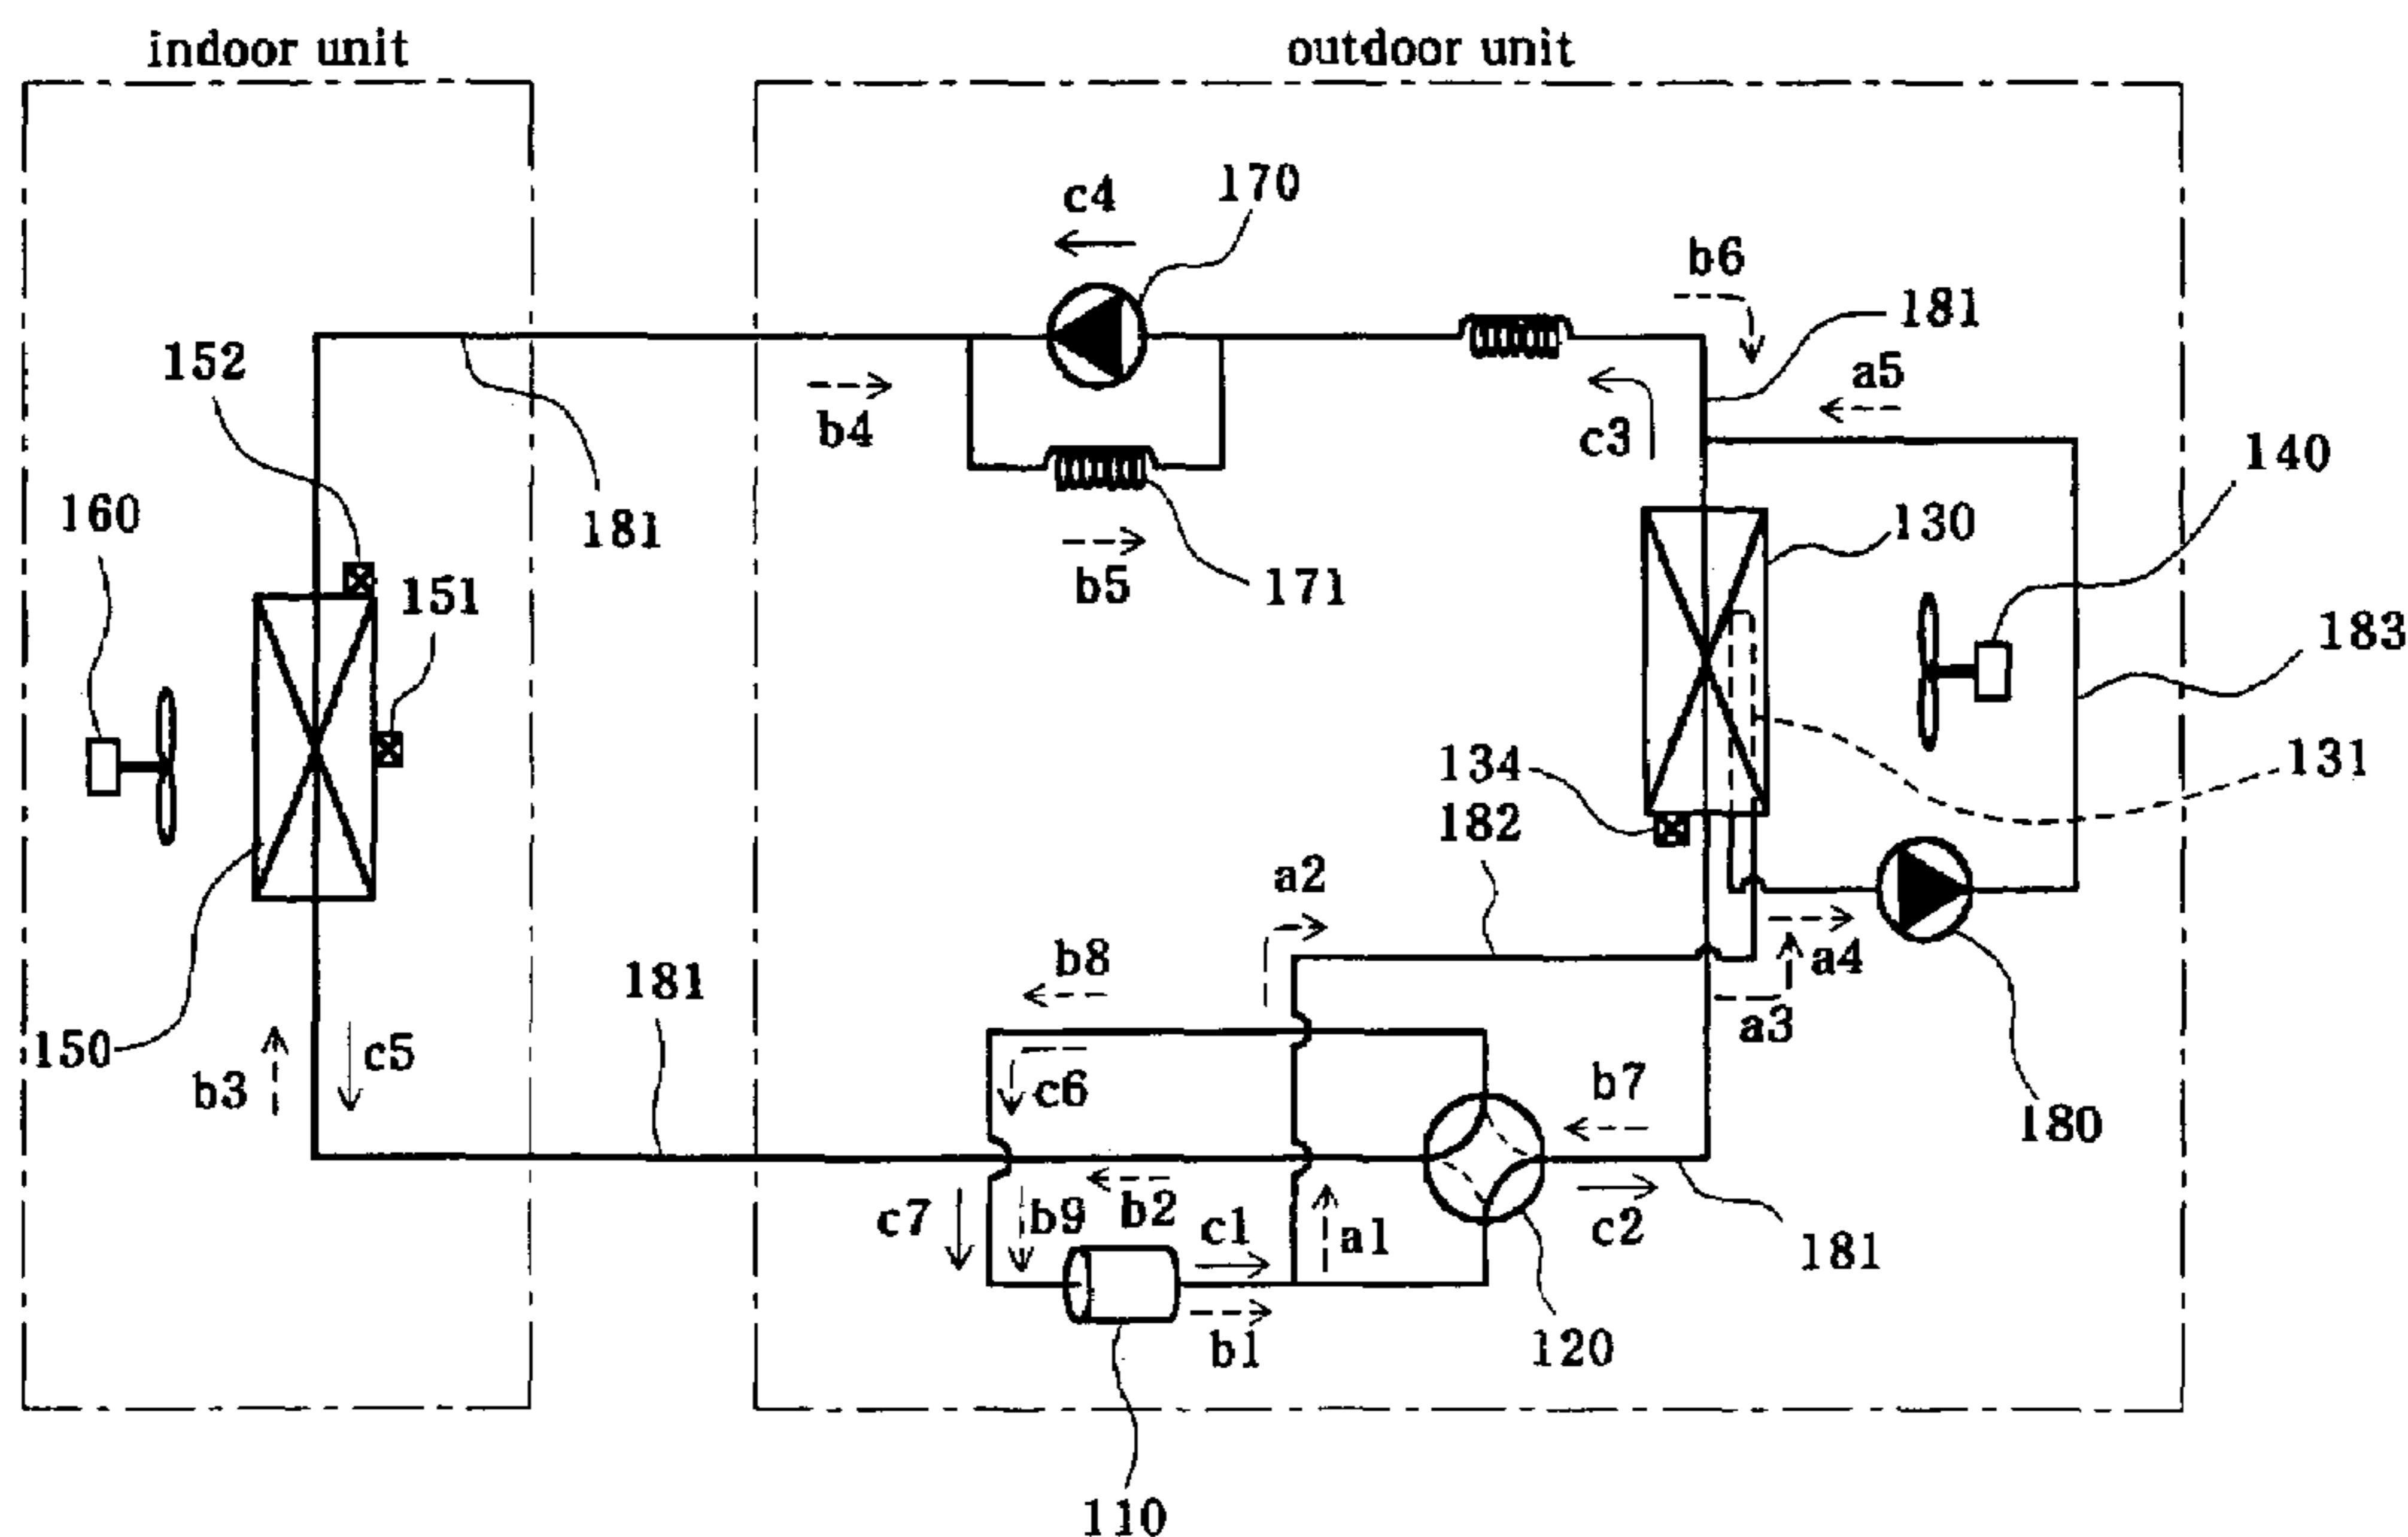 indoor unit
outdoor unit
c4
170
b6
181
152
a5
b4
c3
140
160
181
130
151
b5
171
183
134
131
182
a2
b8
a4
181
150
c5
a3
b3
c6
b7
180
c7
b9
b2
c1
a1
c2
181
b1
120
110